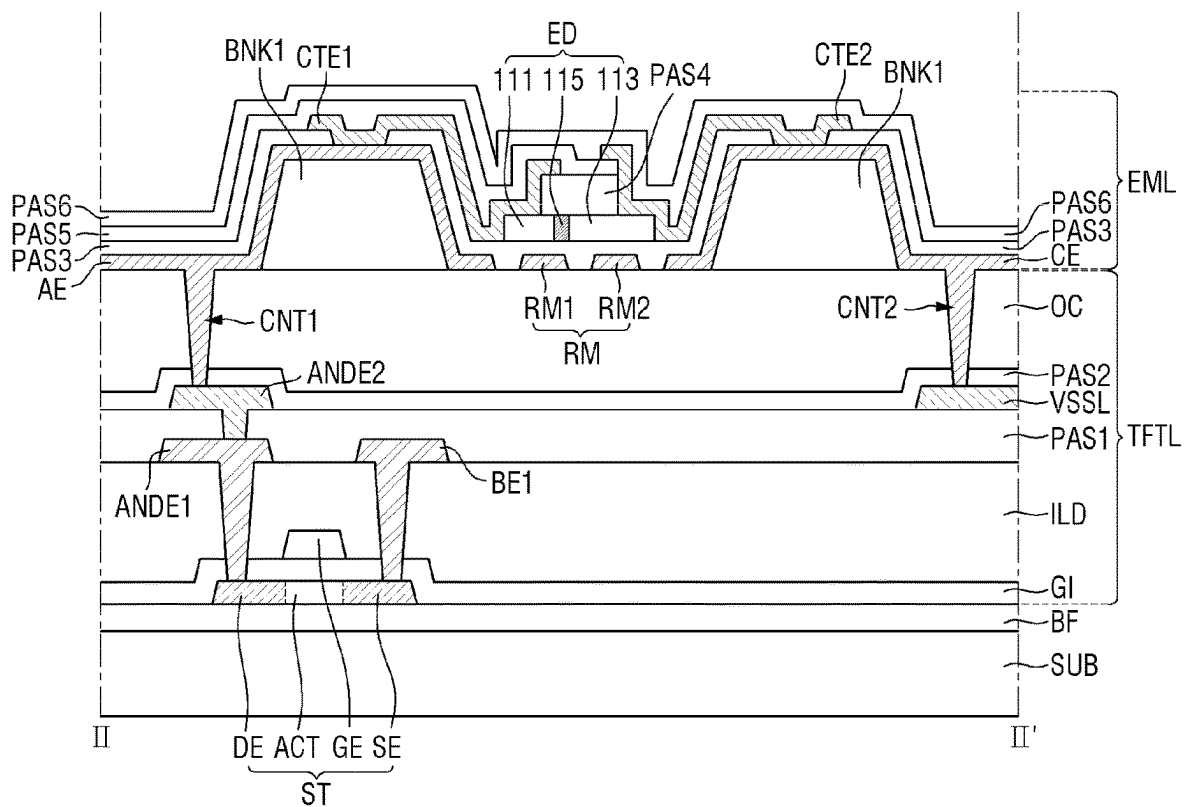 ED
BNK1 CTE1 111 115 113 PAS4 CTE2 BNK1
EML
PAS6 PAS6
PAS5 PAS3
PAS3 CE
AE
RM1 RM2
RM
CNT1 CNT2 OC
ANDE2 PAS2
VSSL
PAS1 TFTL
ANDE1 BE1
ILD
GI
BF
SUB
II II'
DE ACT GE SE
ST